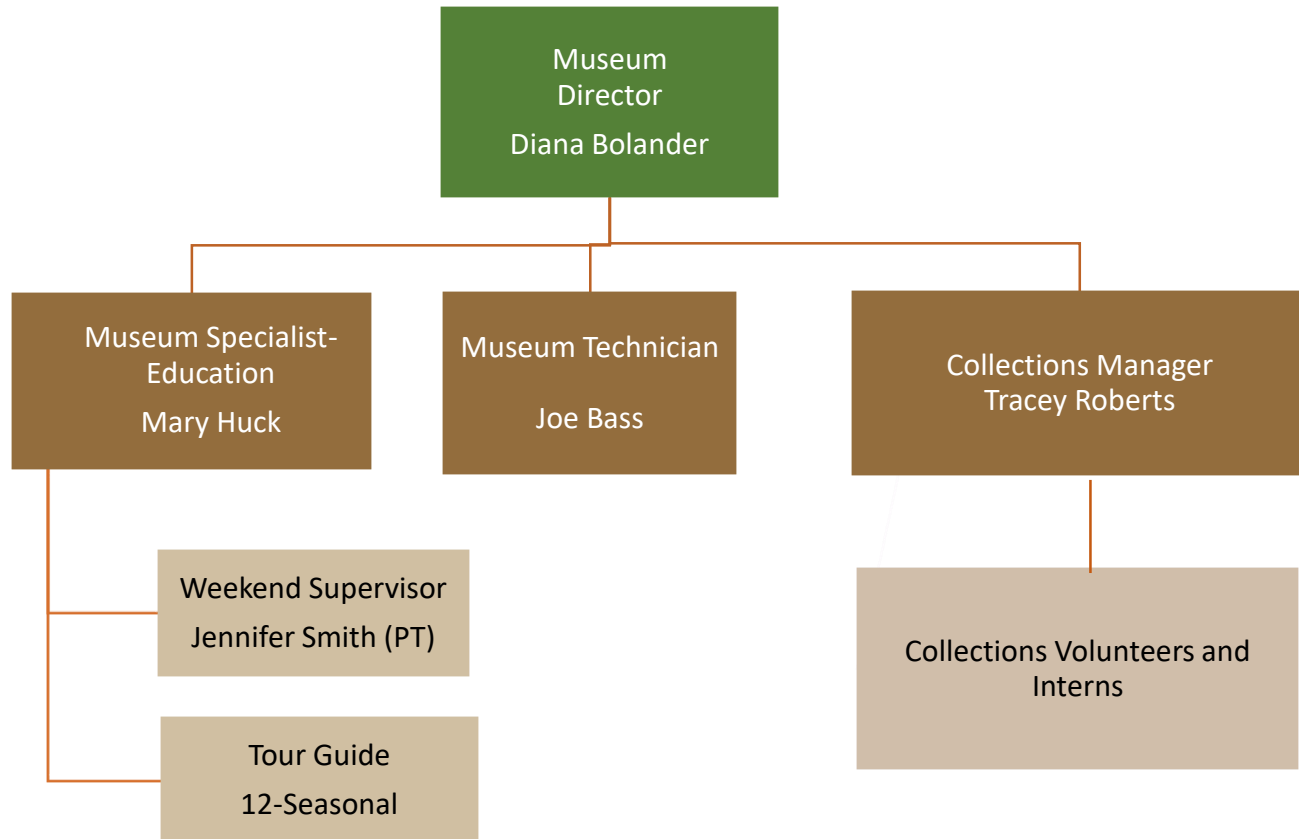 Museum
Director
Diana Bolander
Museum Specialist-
Education
Mary Huck
Museum Technician
Joe Bass
Collections Manager
Tracey Roberts
Weekend Supervisor
Jennifer Smith (PT)
Tour Guide
12-Seasonal
Collections Volunteers and
Interns